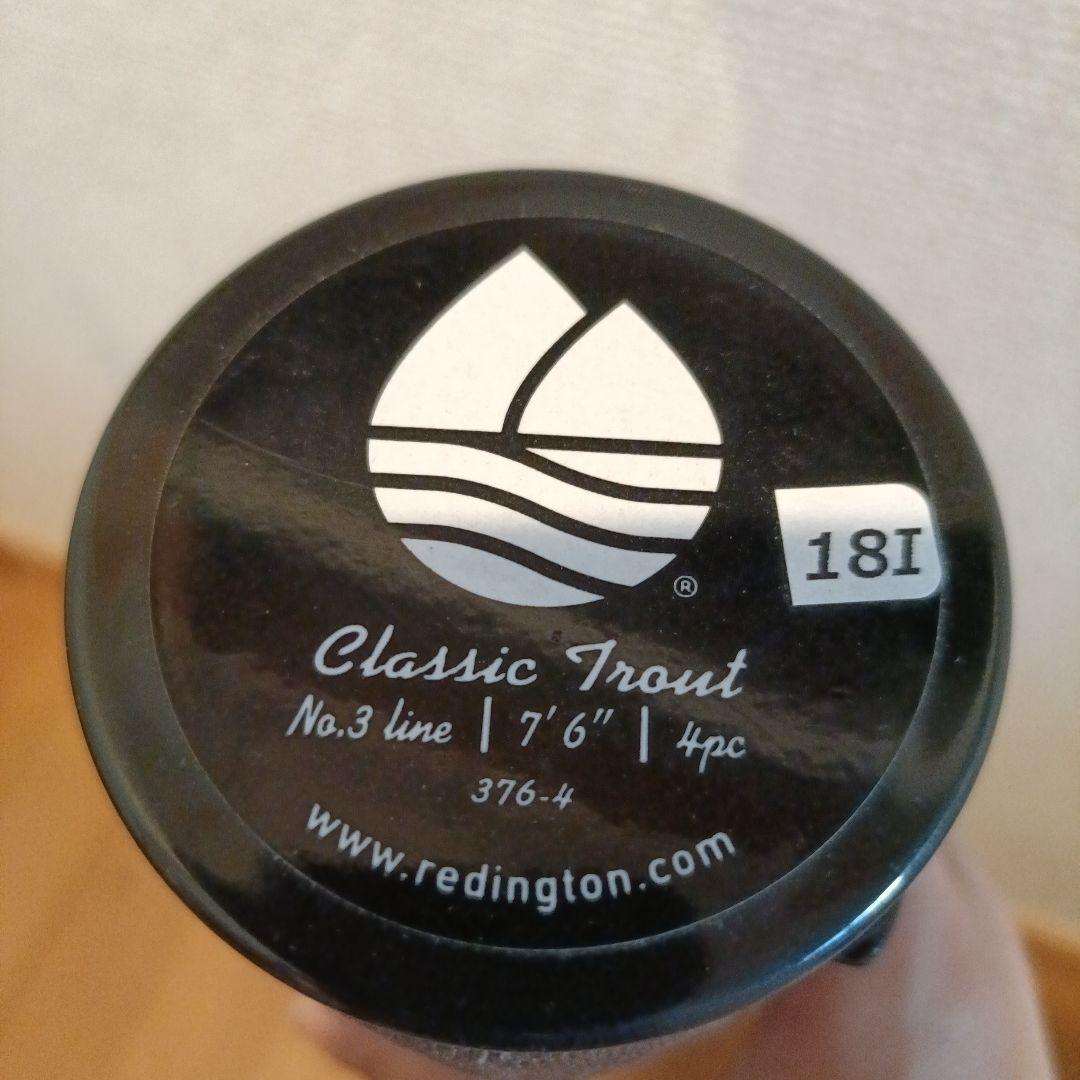 18I
®
Classic Trout
No.3 line | 7' 6" | 4pc
376-4
www.redington.com